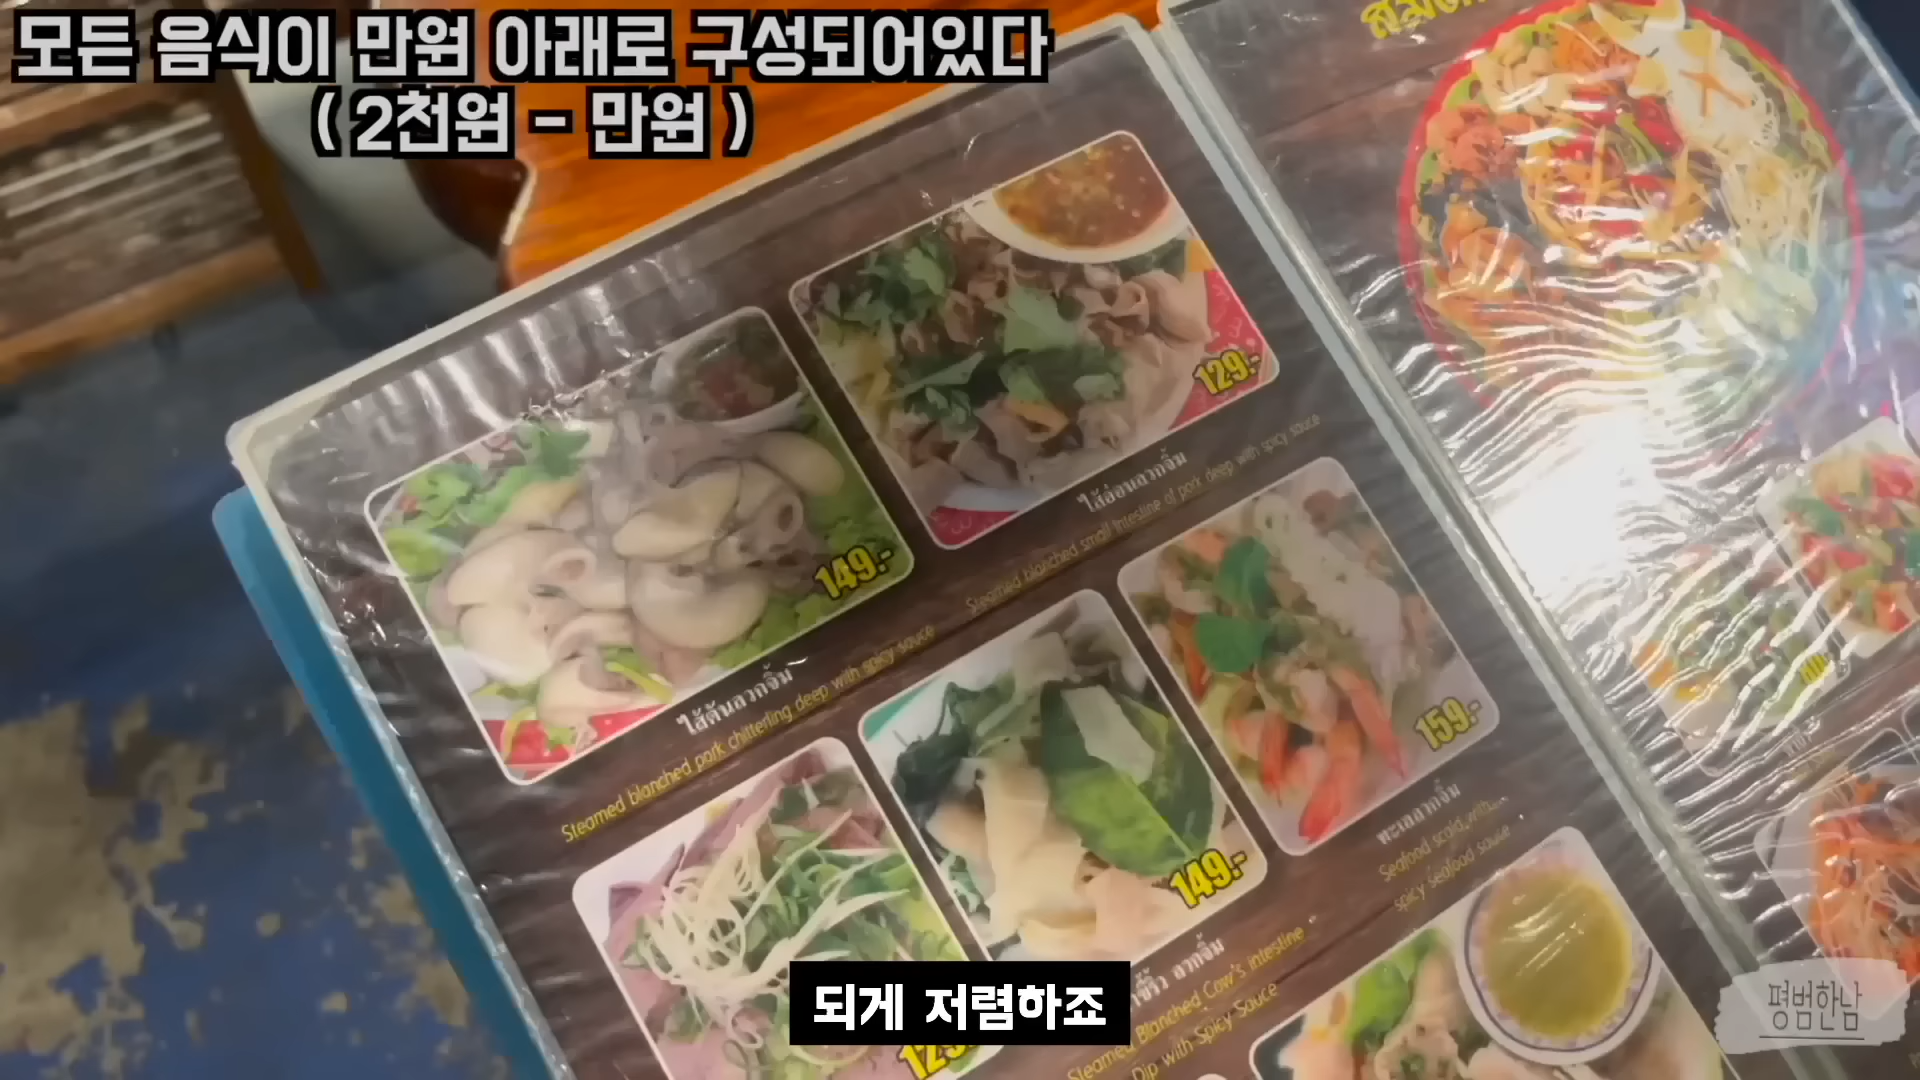 모든 음식이 만원 아래로 구성되어있다
( 2천원 - 만원 )
129.-
ไส้อ่อนลวกจิ้ม
Steamed blanched small intestine of pork deep with spicy sauce
149.-
ไส้ตันลวกจิ้ม
Steamed blanched pork chitterling deep with spicy sauce
159.-
ทะเลลวกจิ้ม
Seafood scald with
spicy seafood sauce
149.-
ลวกจิ้ม
Steamed Blanched Cow's intestine
Dip with Spicy Sauce
되게 저렴하죠
평범한남